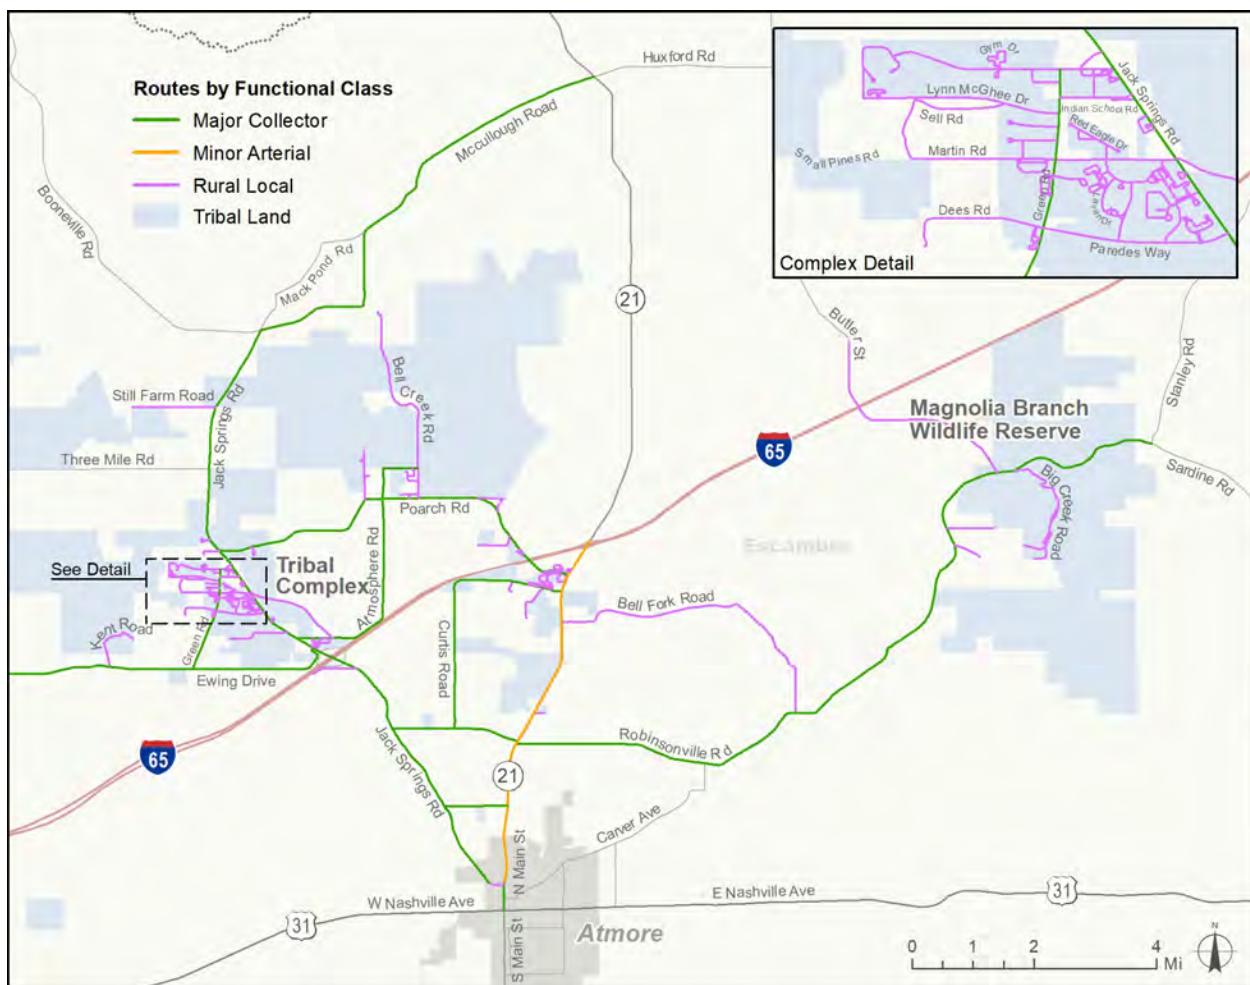 Huxford Rd
Routes by Functional Class
Major Collector
Minor Arterial
Rural Local
Tribal Land
Mccullough Road
Booneville Rd
Mack Pond Rd
21
Gym Dr
Jack Springs Rd
Lynn McGhee Dr
Indian School Rd
Sell Rd
Red Eagle Dr
Small Pines Rd
Martin Rd
Dees Rd
Green Rd
Paredes Way
Complex Detail
Butler St
Stanley Rd
Still Farm Road
Bell Creek Rd
Jack Springs Rd
Magnolia Branch
Wildlife Reserve
65
Three Mile Rd
Sardine Rd
Big Creek Road
Poarch Rd
Escambia
See Detail
Tribal
Complex
Atmosphere Rd
Bell Fork Road
Kent Road
Green Rd
Curtis Road
Ewing Drive
65
Jack Springs Rd
Robinsonville Rd
21
Carver Ave
N Main St
W Nashville Ave
E Nashville Ave
31
31
S Main St
Atmore
N
0 1 2 4
Mi